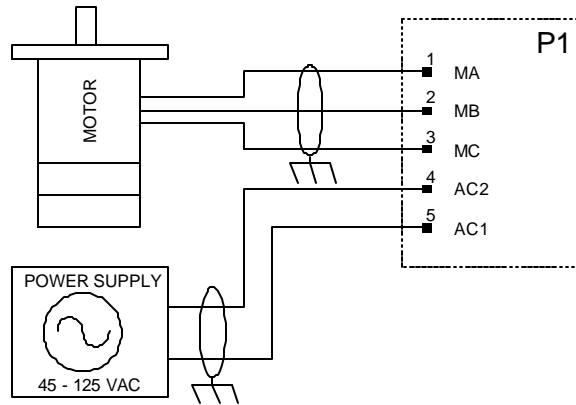 P1
MOTOR
1 MA
2 MB
3 MC
4 AC2
5 AC1
POWER SUPPLY
45 - 125 VAC